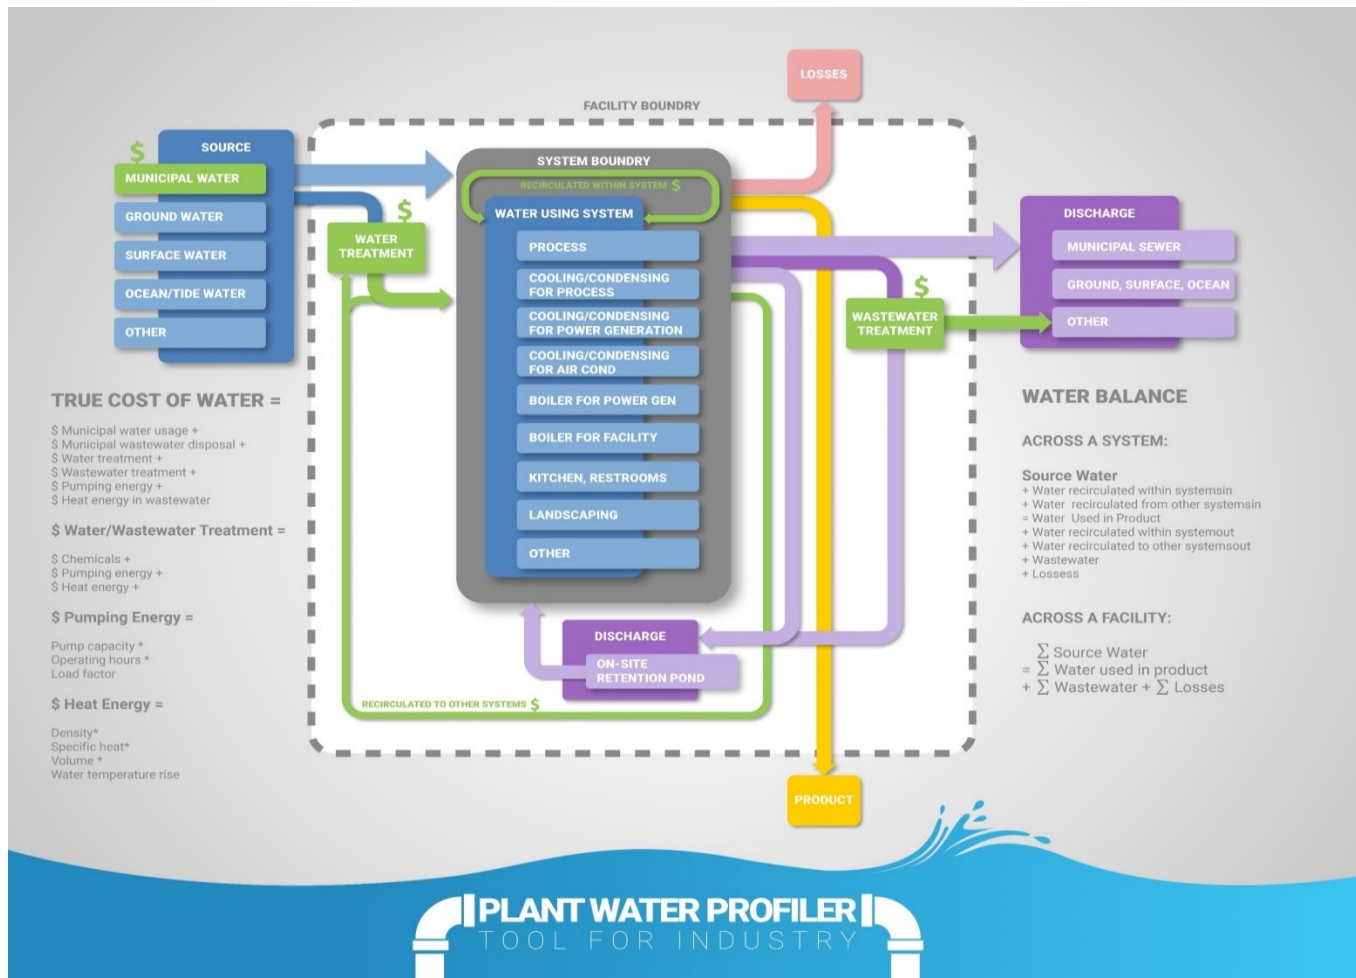 LOSSES
FACILITY BOUNDRY
$
SOURCE
MUNICIPAL WATER
GROUND WATER
SURFACE WATER
OCEAN/TIDE WATER
OTHER
$
WATER
TREATMENT
SYSTEM BOUNDRY
RECIRCULATED WITHIN SYSTEM $
WATER USING SYSTEM
PROCESS
COOLING/CONDENSING
FOR PROCESS
COOLING/CONDENSING
FOR POWER GENERATION
COOLING/CONDENSING
FOR AIR COND
BOILER FOR POWER GEN
BOILER FOR FACILITY
KITCHEN, RESTROOMS
LANDSCAPING
OTHER
$
WASTEWATER
TREATMENT
DISCHARGE
MUNICIPAL SEWER
GROUND, SURFACE, OCEAN
OTHER
DISCHARGE
ON-SITE
RETENTION POND
RECIRCULATED TO OTHER SYSTEMS $
PRODUCT
TRUE COST OF WATER =
$ Municipal water usage +
$ Municipal wastewater disposal +
$ Water treatment +
$ Wastewater treatment +
$ Pumping energy +
$ Heat energy in wastewater
$ Water/Wastewater Treatment =
$ Chemicals +
$ Pumping energy +
$ Heat energy +
$ Pumping Energy =
Pump capacity *
Operating hours *
Load factor
$ Heat Energy =
Density*
Specific heat*
Volume *
Water temperature rise
WATER BALANCE
ACROSS A SYSTEM:
Source Water
+ Water recirculated within systemsin
+ Water recirculated from other systemsin
= Water Used in Product
+ Water recirculated within systemout
+ Water recirculated to other systemsout
+ Wastewater
+ Lossess
ACROSS A FACILITY:
∑ Source Water
= ∑ Water used in product
+ ∑ Wastewater + ∑ Losses
PLANT WATER PROFILER
TOOL FOR INDUSTRY